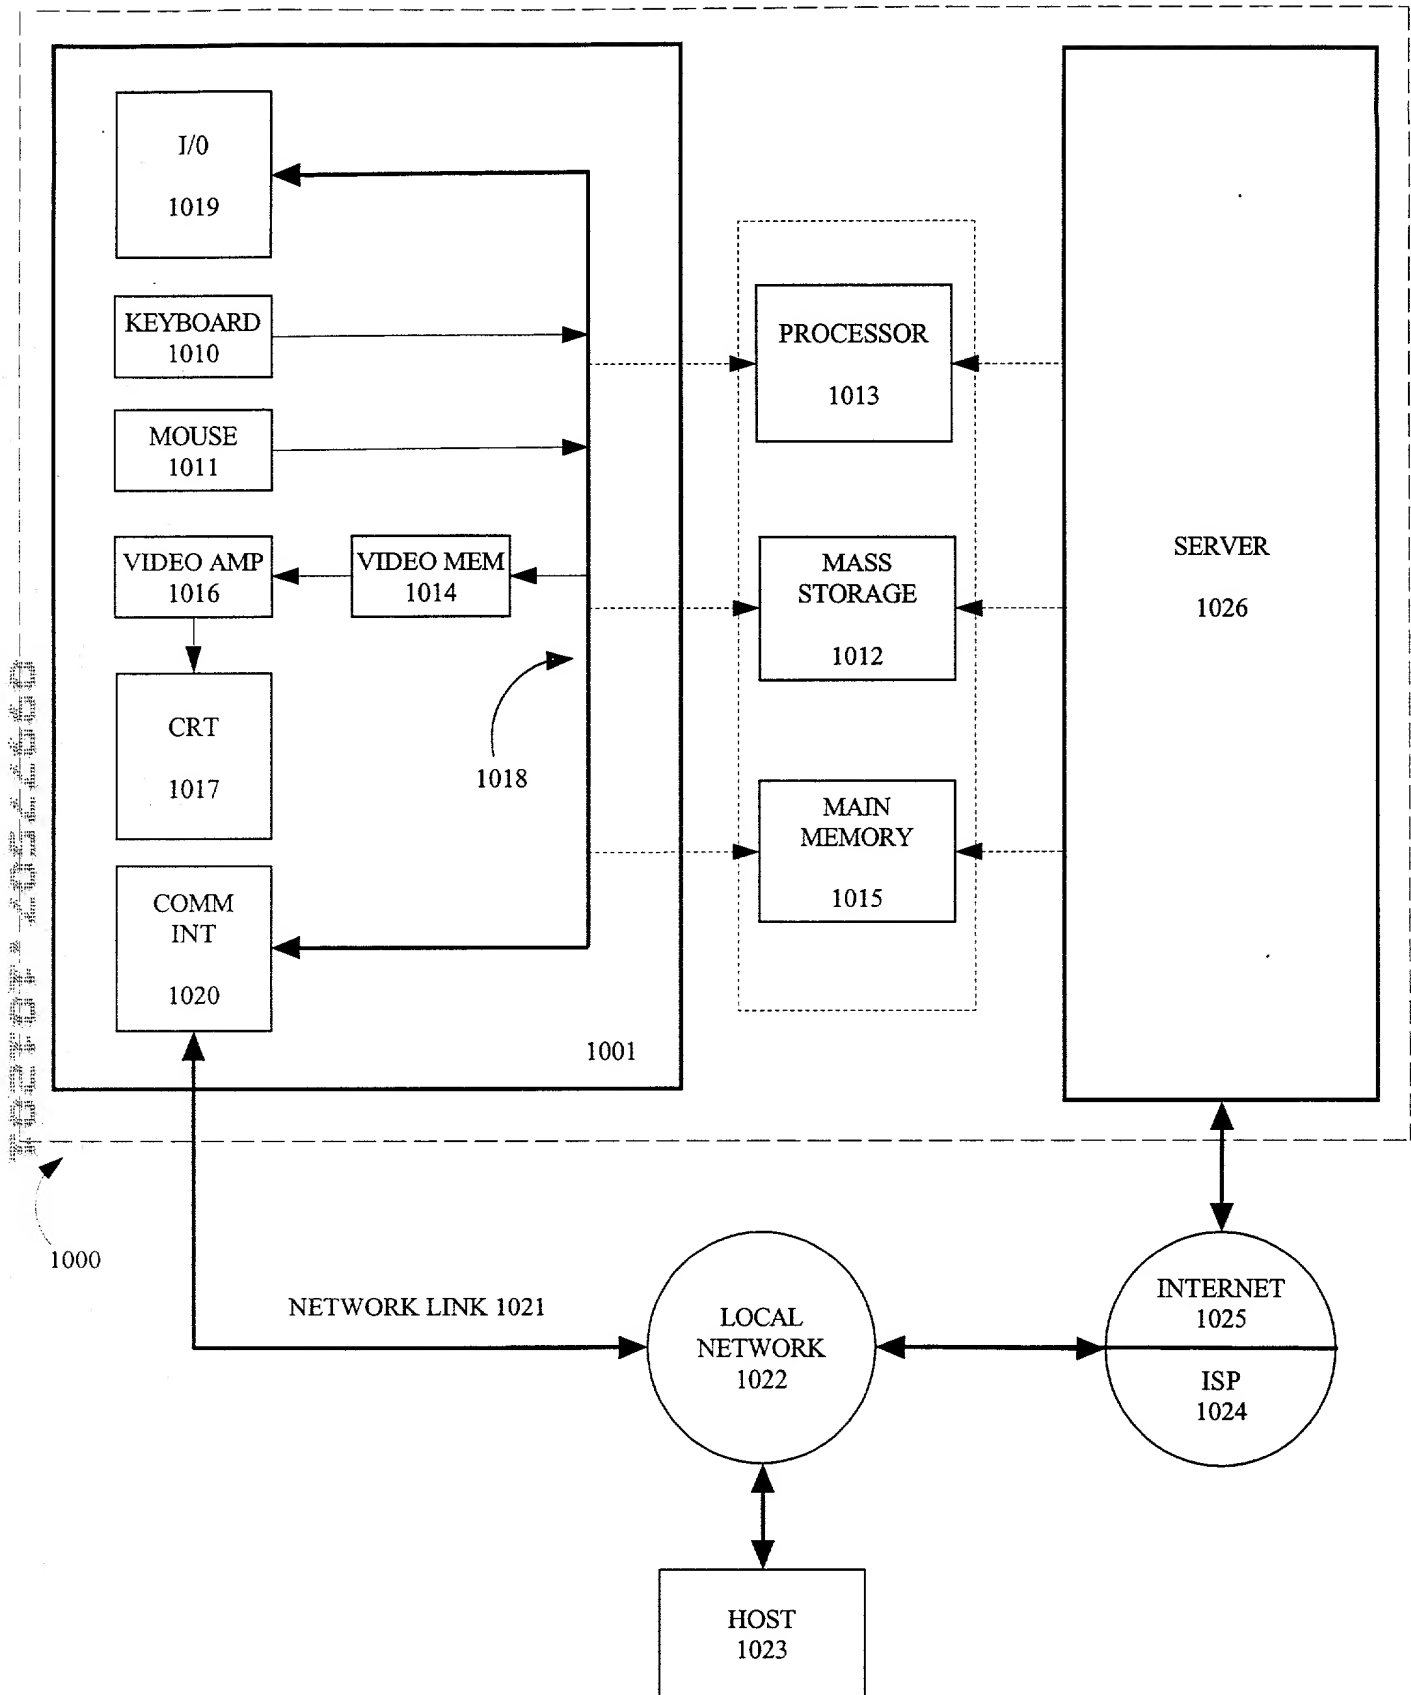 I/0
1019
KEYBOARD
1010
MOUSE
1011
VIDEO AMP
1016
VIDEO MEM
1014
CRT
1017
1018
COMM
INT
1020
1001
PROCESSOR
1013
MASS
STORAGE
1012
MAIN
MEMORY
1015
SERVER
1026
1000
NETWORK LINK 1021
LOCAL
NETWORK
1022
INTERNET
1025
ISP
1024
HOST
1023